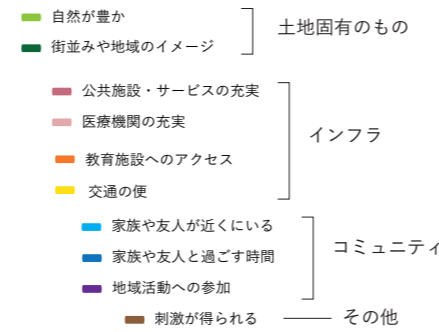 自然が豊か
街並みや地域のイメージ
土地固有のもの
公共施設・サービスの充実
医療機関の充実
教育施設へのアクセス
交通の便
インフラ
家族や友人が近くにいる
家族や友人と過ごす時間
地域活動への参加
コミュニティ
刺激が得られる
その他